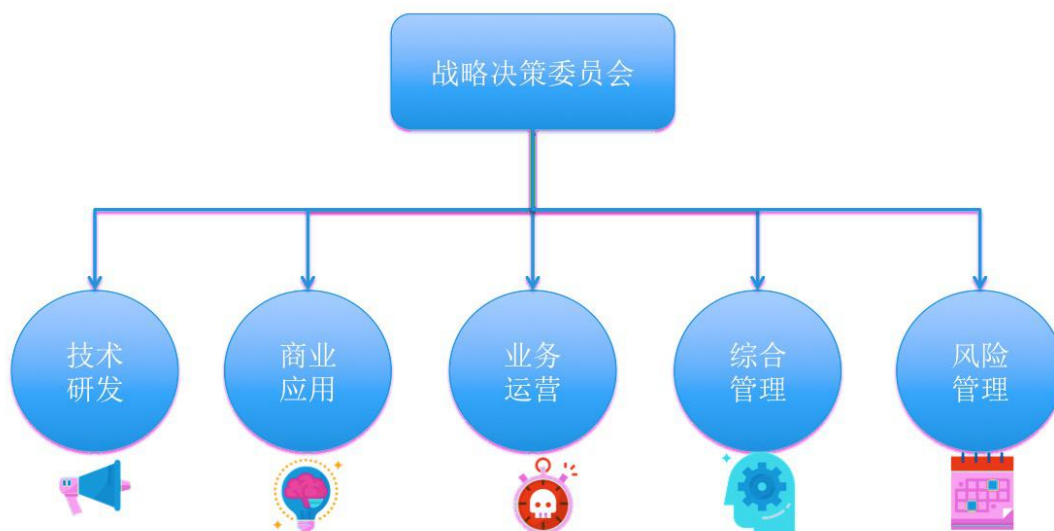 战略决策委员会
技术
研发
商业
应用
业务
运营
综合
管理
风险
管理